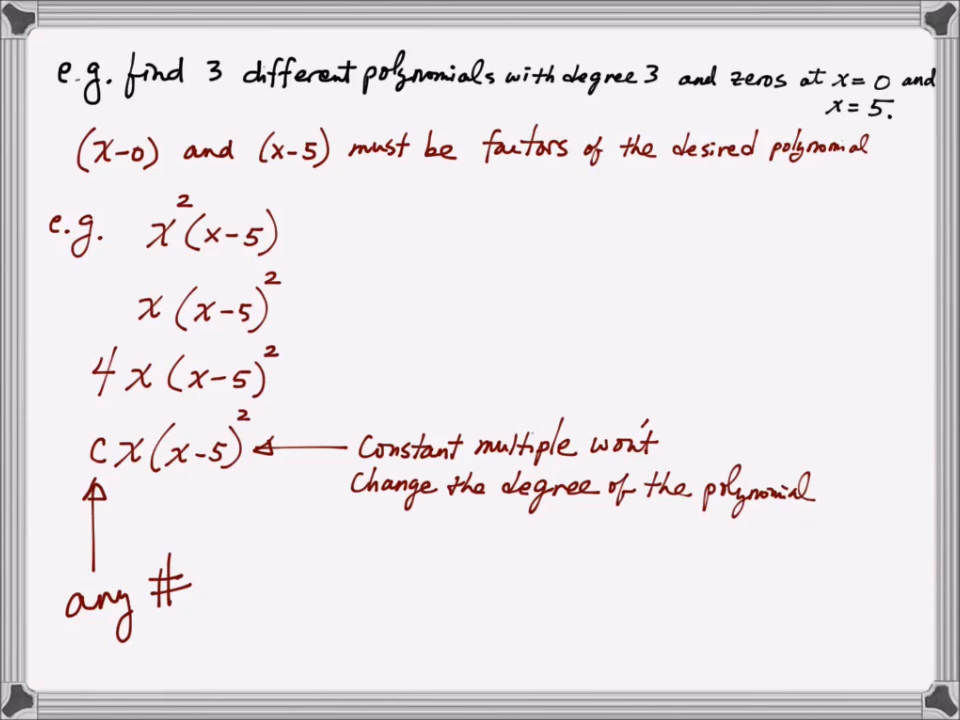 e.g. find 3 different polynomials with degree 3 and zeros at x = 0 and
x = 5.
(x-0) and (x-5) must be factors of the desired polynomial
e.g. x²(x-5)
x(x-5)²
4x(x-5)²
cx(x-5)² Constant multiple won't
Change the degree of the polynomial
any #